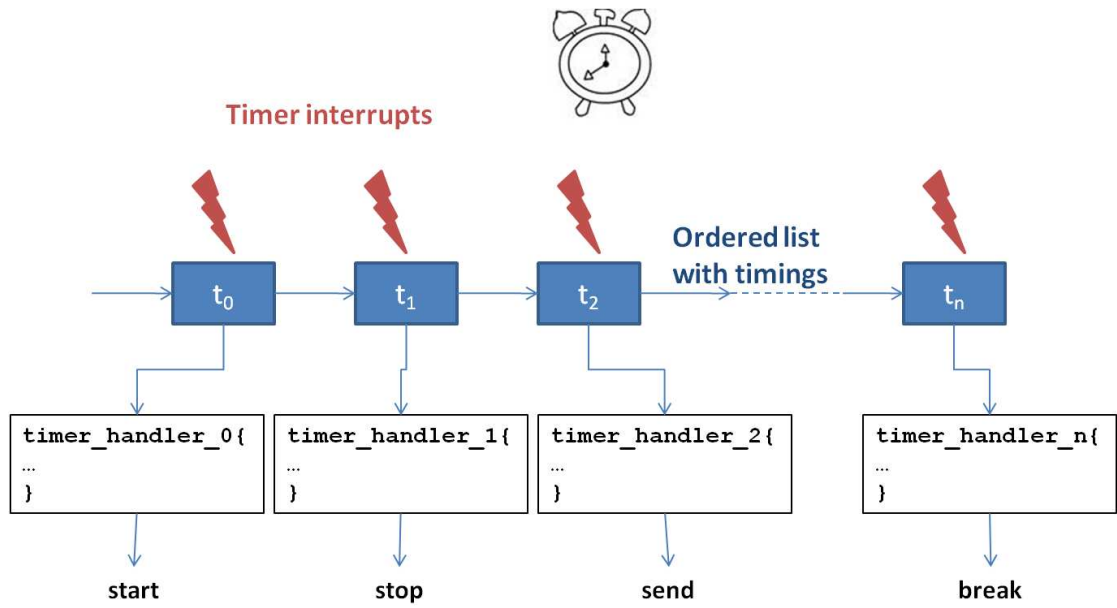 Timer interrupts
Ordered list
with timings
t0
t1
t2
tn
timer_handler_0{
...
}
timer_handler_1{
...
}
timer_handler_2{
...
}
timer_handler_n{
...
}
start
stop
send
break